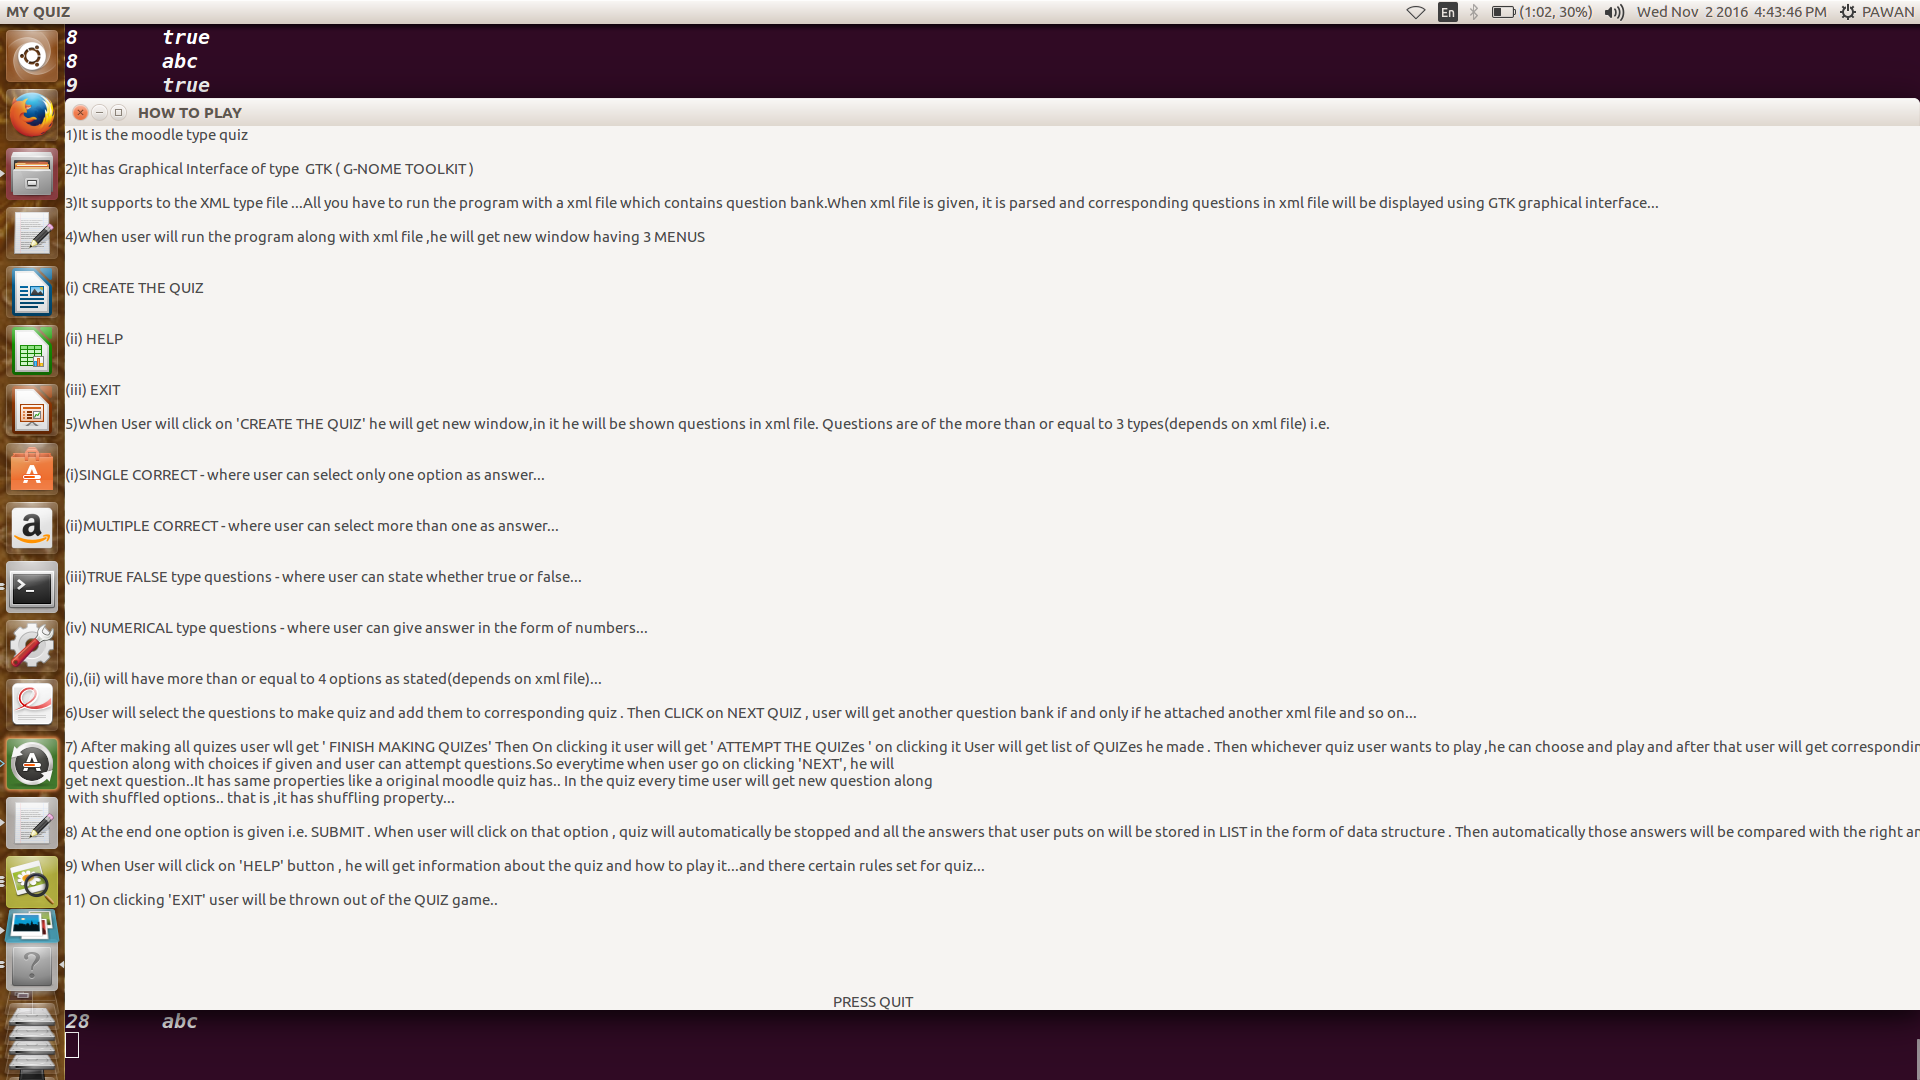 MY QUIZ
En
(1:02, 30%)
Wed Nov 2 2016 4:43:46 PM
PAWAN
8 true
8 abc
9 true
HOW TO PLAY
1)It is the moodle type quiz
2)It has Graphical Interface of type GTK ( G-NOME TOOLKIT )
3)It supports to the XML type file ...All you have to run the program with a xml file which contains question bank.When xml file is given, it is parsed and corresponding questions in xml file will be displayed using GTK graphical interface...
4)When user will run the program along with xml file ,he will get new window having 3 MENUS
(i) CREATE THE QUIZ
(ii) HELP
(iii) EXIT
5)When User will click on 'CREATE THE QUIZ' he will get new window,in it he will be shown questions in xml file. Questions are of the more than or equal to 3 types(depends on xml file) i.e.
(i)SINGLE CORRECT - where user can select only one option as answer...
(ii)MULTIPLE CORRECT - where user can select more than one as answer...
(iii)TRUE FALSE type questions - where user can state whether true or false...
(iv) NUMERICAL type questions - where user can give answer in the form of numbers...
(i),(ii) will have more than or equal to 4 options as stated(depends on xml file)...
6)User will select the questions to make quiz and add them to corresponding quiz . Then CLICK on NEXT QUIZ , user will get another question bank if and only if he attached another xml file and so on...
7) After making all quizes user wll get ' FINISH MAKING QUIZes' Then On clicking it user will get ' ATTEMPT THE QUIZes ' on clicking it User will get list of QUIZes he made . Then whichever quiz user wants to play ,he can choose and play and after that user will get correspondin
question along with choices if given and user can attempt questions.So everytime when user go on clicking 'NEXT', he will
get next question..It has same properties like a original moodle quiz has.. In the quiz every time user will get new question along
with shuffled options.. that is ,it has shuffling property...
8) At the end one option is given i.e. SUBMIT . When user will click on that option , quiz will automatically be stopped and all the answers that user puts on will be stored in LIST in the form of data structure . Then automatically those answers will be compared with the right an
9) When User will click on 'HELP' button , he will get information about the quiz and how to play it...and there certain rules set for quiz...
11) On clicking 'EXIT' user will be thrown out of the QUIZ game..
PRESS QUIT
28 abc